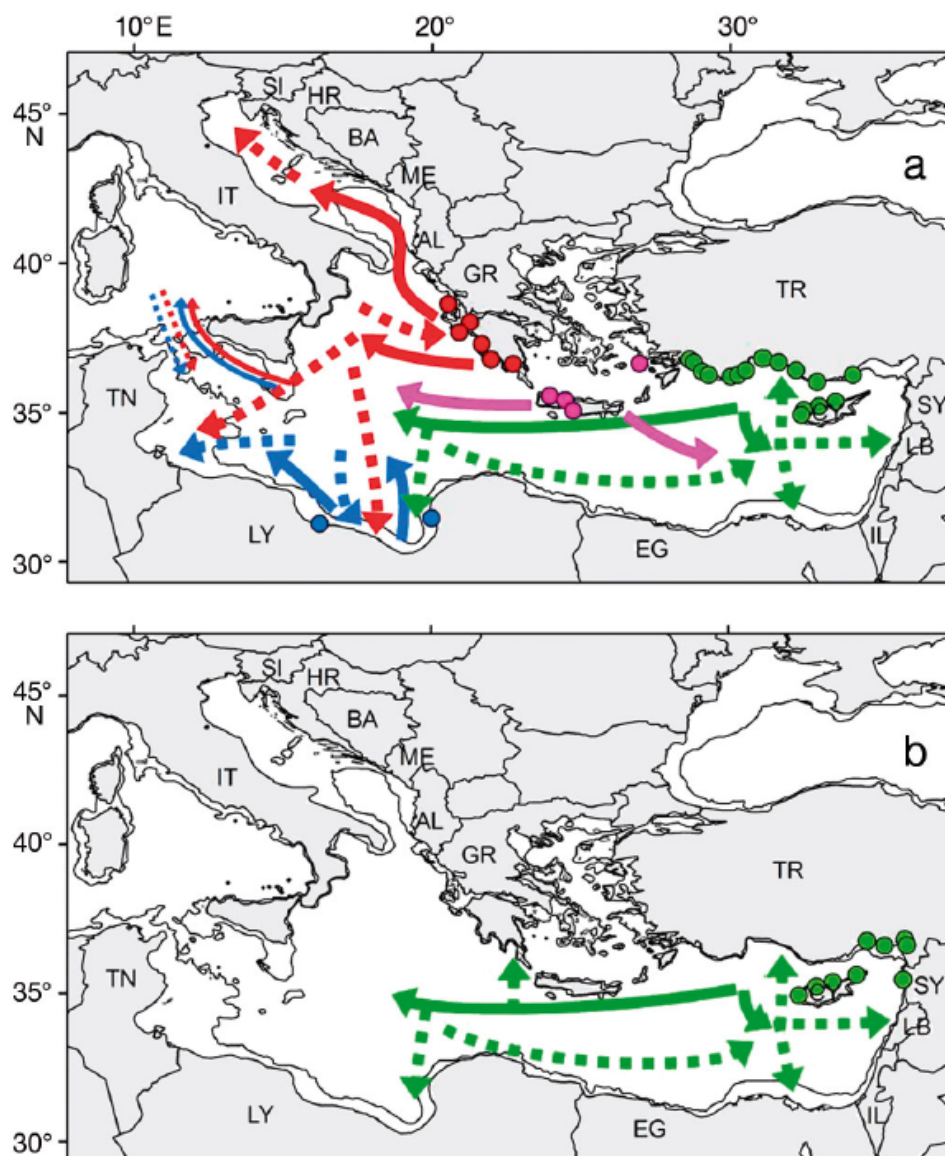 10°E 20° 30°
45°
N
40°
35°
30°
a
SI
HR
BA
IT
ME
AL
GR
TR
TN
SY
LB
LY
EG
IL
45°
N
40°
35°
30°
b
SI
HR
BA
IT
ME
AL
GR
TR
TN
SY
LB
LY
EG
IL